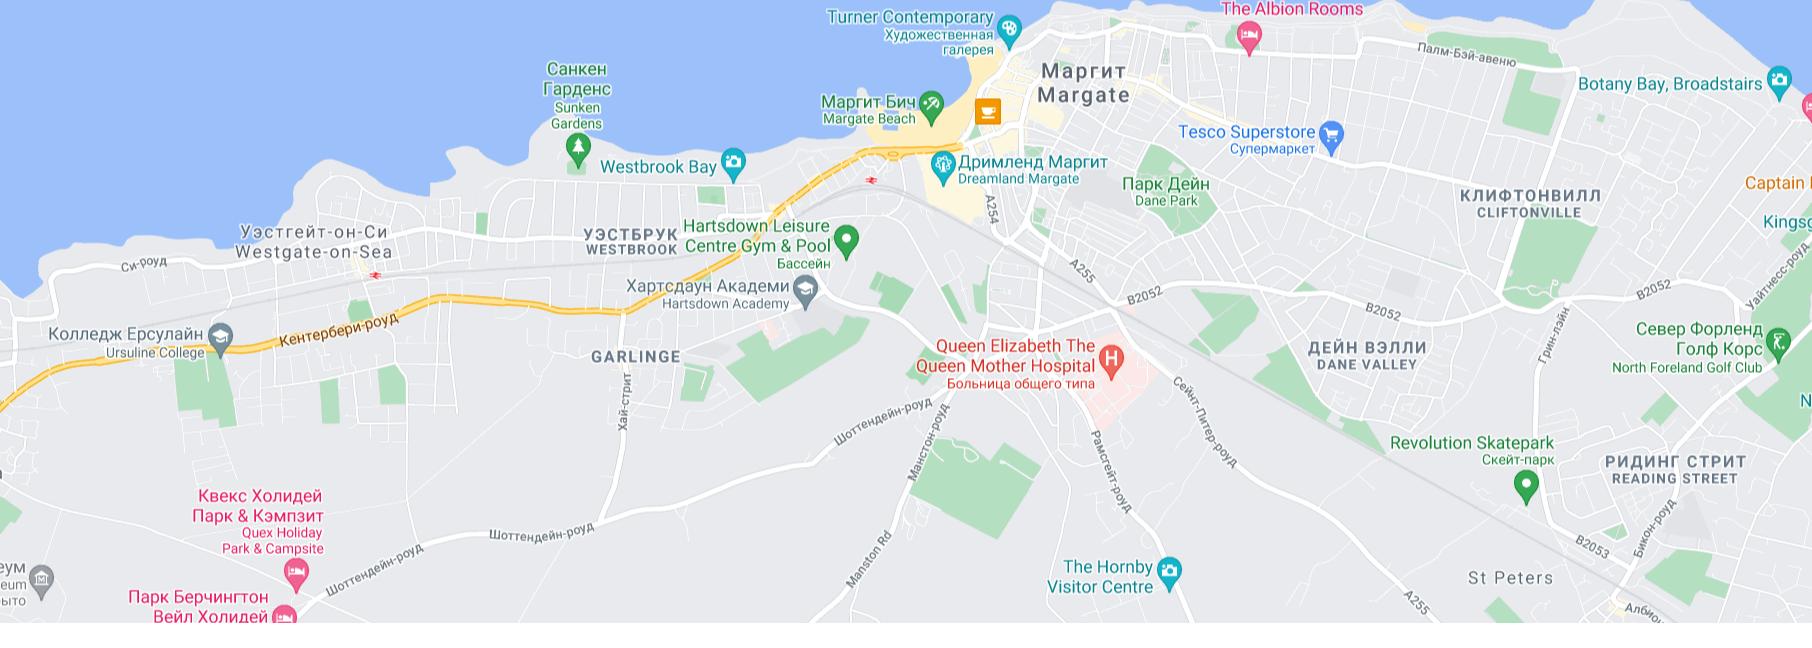 The Albion Rooms
Turner Contemporary
Художественная
галерея
Палм-Бэй-авеню
Санкен
Гарденс
Sunken
Gardens
Маргит
Margate
Botany Bay, Broadstairs
Маргит Бич
Margate Beach
Tesco Superstore
Супермаркет
Westbrook Bay
Дримленд Маргит
Dreamland Margate
Парк Дейн
Dane Park
Captain
КЛИФТОНВИЛЛ
CLIFTONVILLE
A254
Kingsg
Уэстгейт-он-Си
Westgate-on-Sea
УЭСТБРУК
WESTBROOK
Hartsdown Leisure
Centre Gym & Pool
Бассейн
Си-роуд
A255
Уайтнесс-роуд
Хартсдаун Академи
Hartsdown Academy
B2052
B2052
B2052
Колледж Ерсулайн
Ursuline College
Кентербери-роуд
GARLINGE
Queen Elizabeth The
Queen Mother Hospital
Больница общего типа
ДЕЙН ВЭЛЛИ
DANE VALLEY
Грин-лэйн
Север Форленд
Голф Корс
North Foreland Golf Club
Хай-стрит
Шоттендейн-роуд
Манстон-роуд
Рамсгейт-роуд
Сейнт-Питер-роуд
N
Revolution Skatepark
Скейт-парк
РИДИНГ СТРИТ
READING STREET
Квекс Холидей
Парк & Кэмпзит
Quex Holiday
Park & Campsite
Шоттендейн-роуд
Шоттендейн-роуд
Manston Rd
The Hornby
Visitor Centre
B2053
Бикон-роуд
St Peters
еум
eum
рыто
Парк Берчингтон
Вейл Холидей
A255
Албион